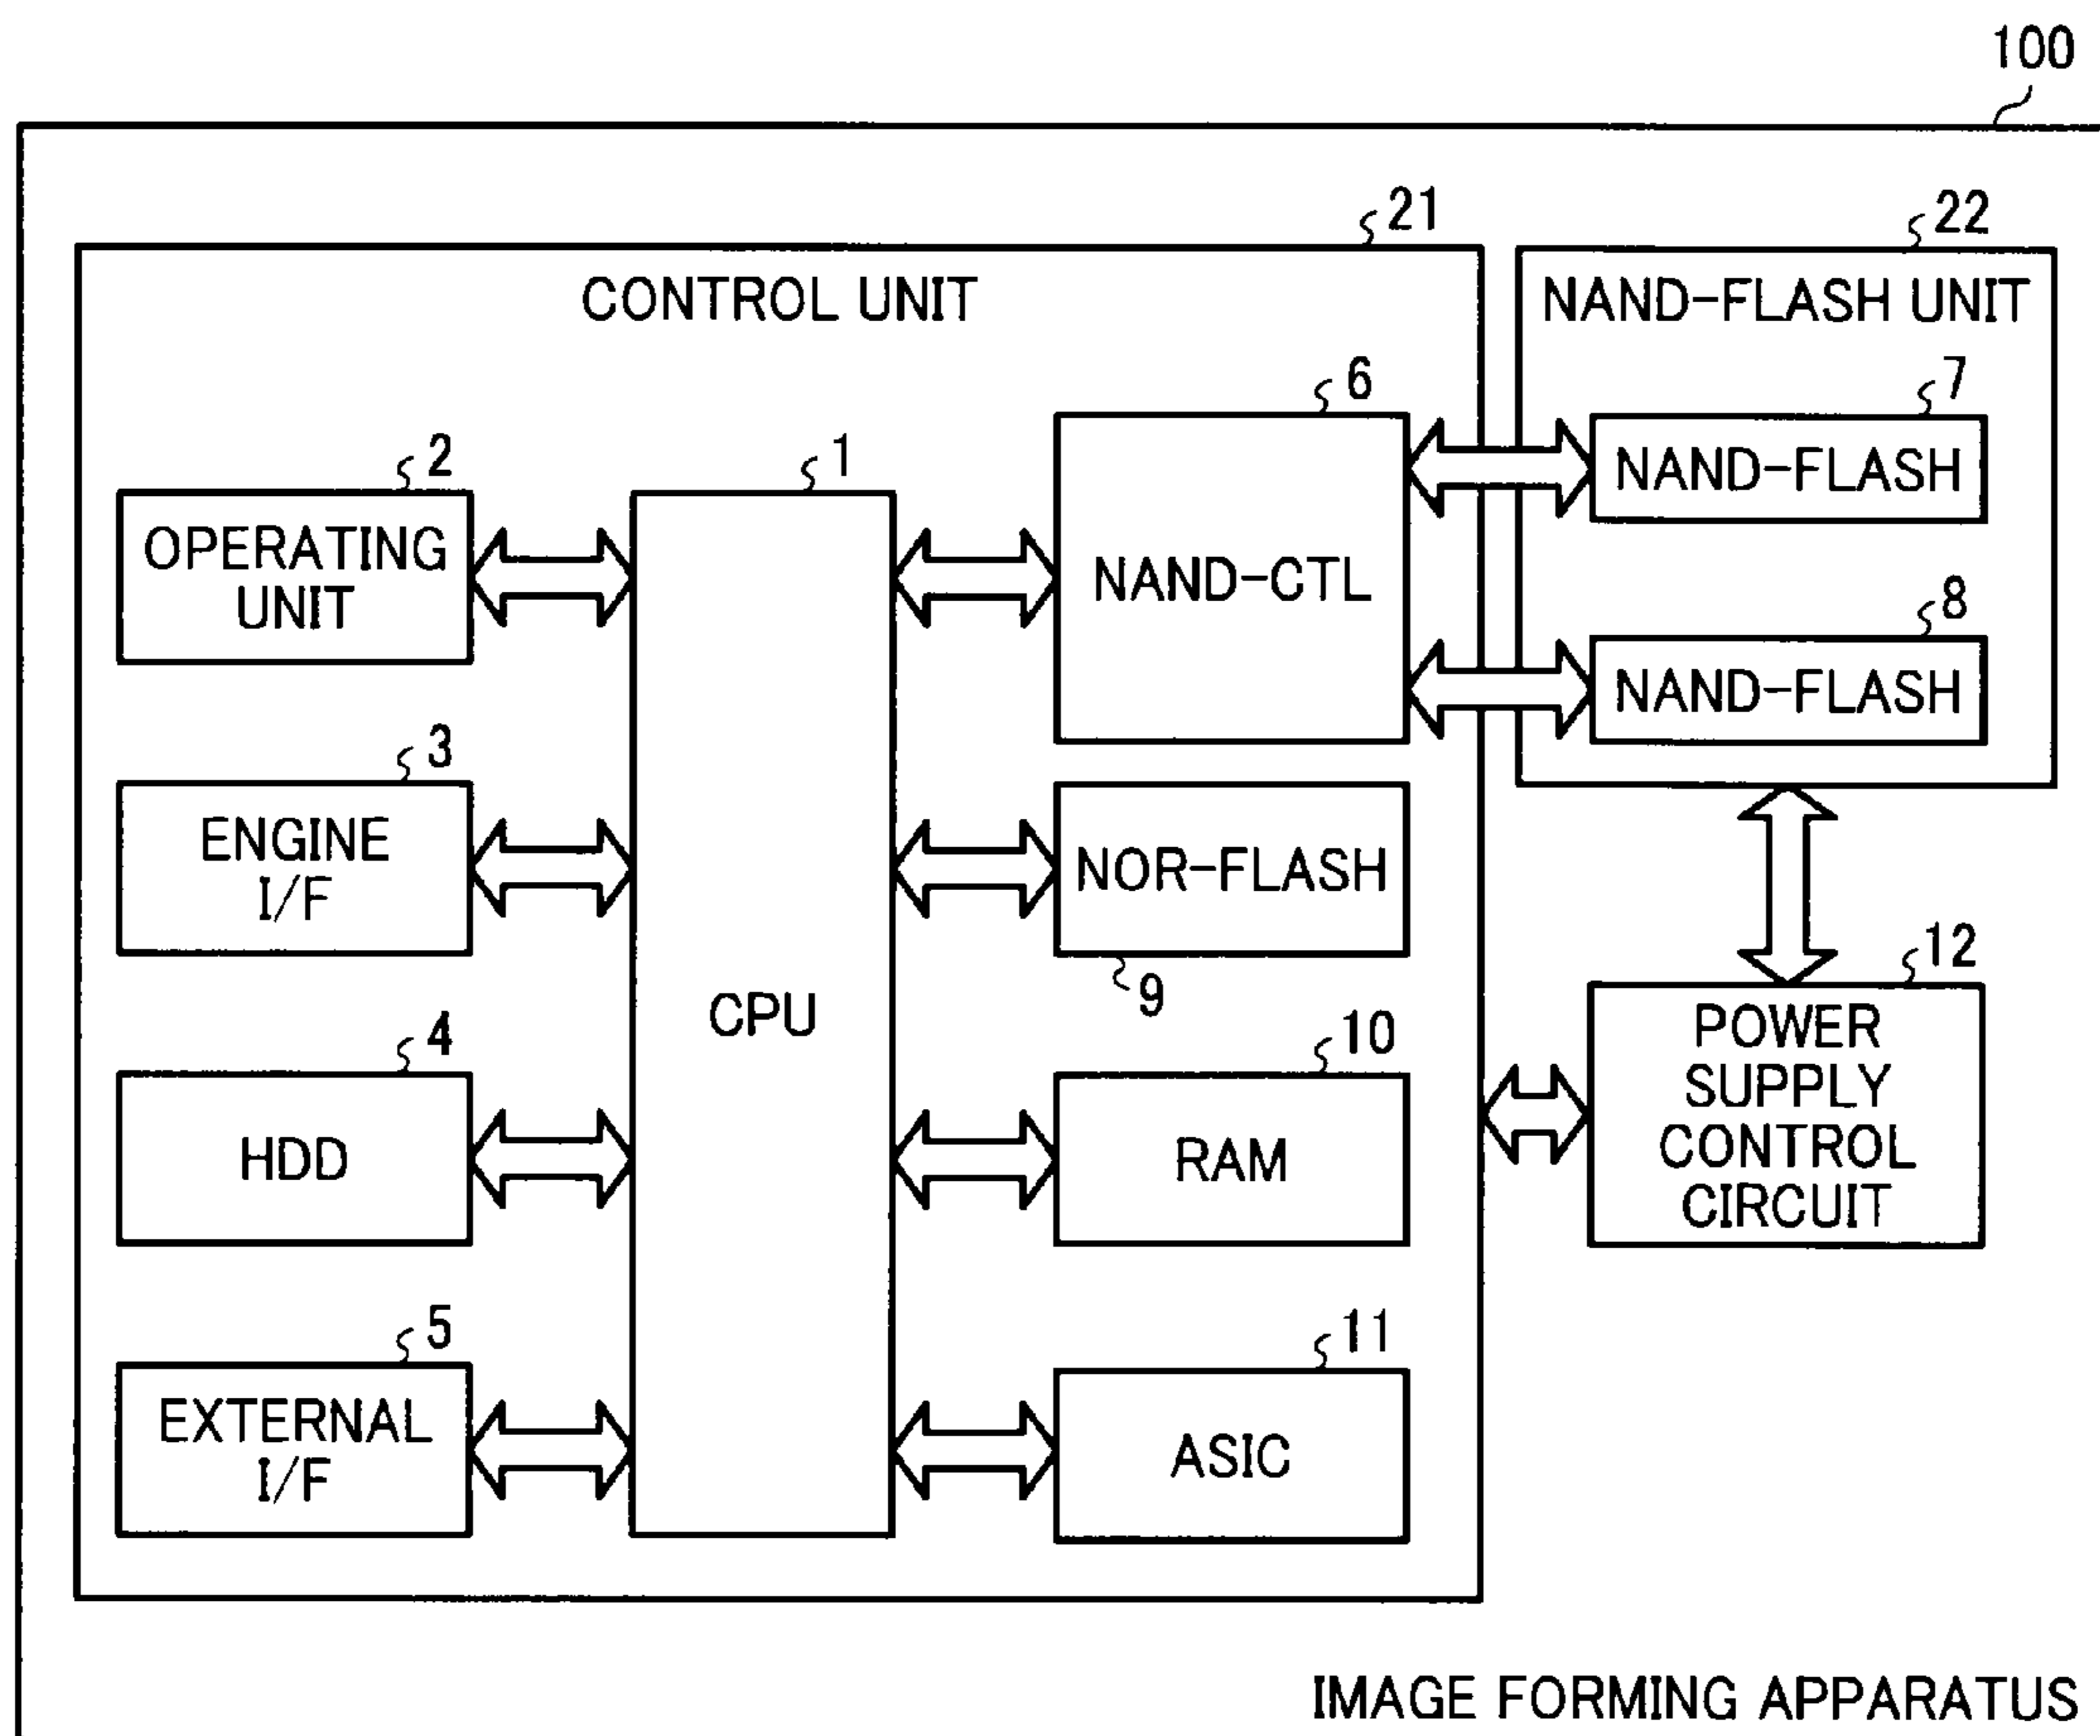 100
21
22
CONTROL UNIT
NAND-FLASH UNIT
6
7
NAND-FLASH
2
1
OPERATING
UNIT
NAND-CTL
8
NAND-FLASH
3
ENGINE
I/F
NOR-FLASH
9
12
CPU
POWER
SUPPLY
CONTROL
CIRCUIT
4
10
HDD
RAM
5
11
EXTERNAL
I/F
ASIC
IMAGE FORMING APPARATUS